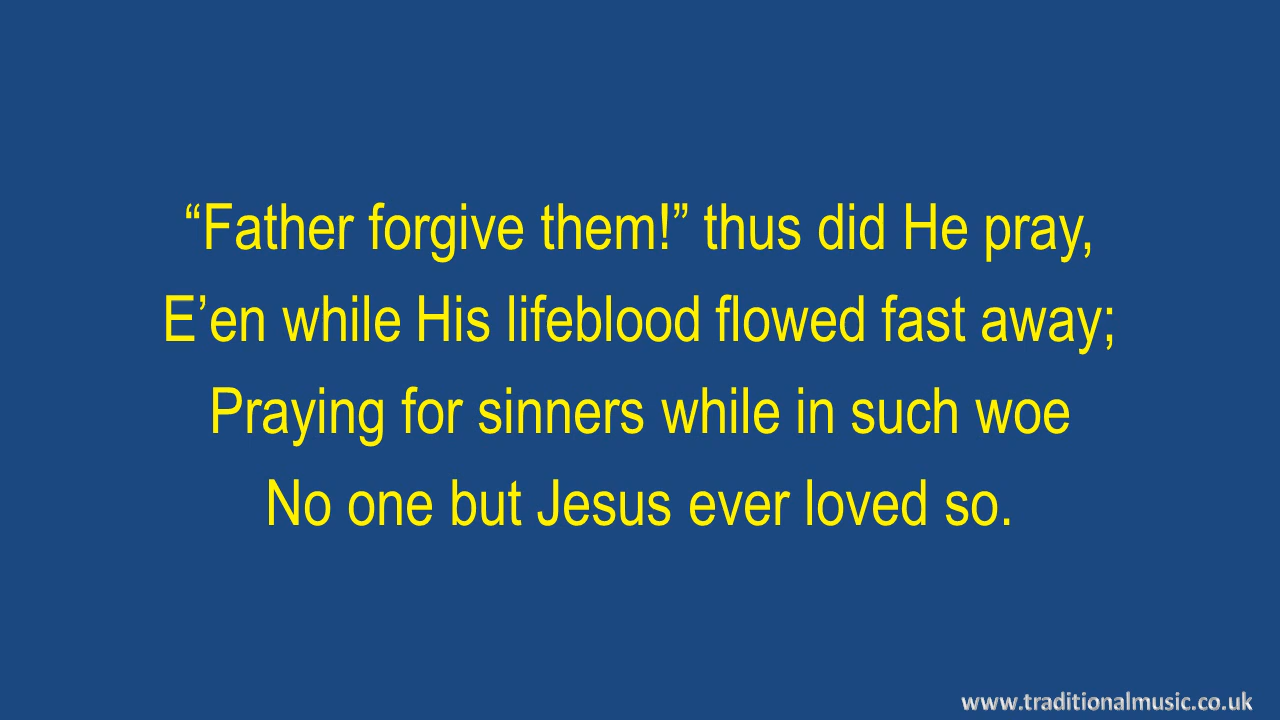 “Father forgive them!” thus did He pray,
E’en while His lifeblood flowed fast away;
Praying for sinners while in such woe
No one but Jesus ever loved so.
www.traditionalmusic.co.uk